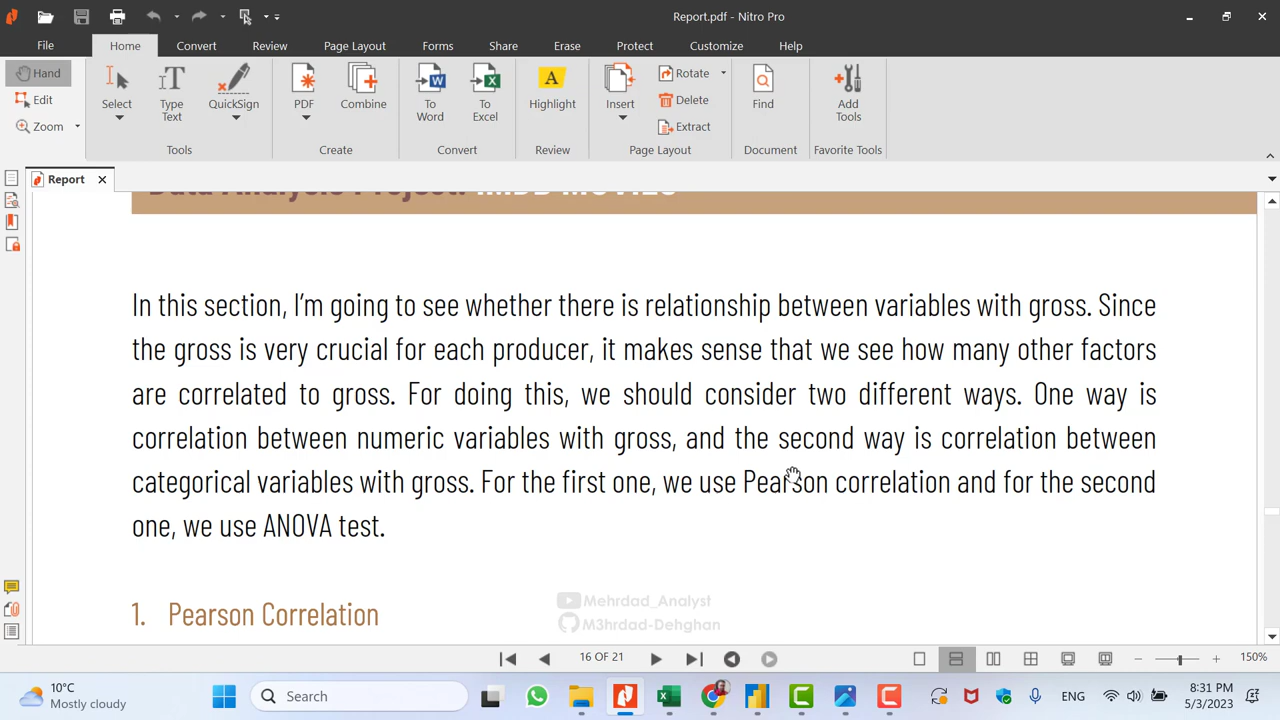 Report.pdf - Nitro Pro
File Home Convert Review Page Layout Forms Share Erase Protect Customize Help
Hand
Edit
Zoom
Select
Type Text
QuickSign
Tools
PDF
Combine
Create
To Word
To Excel
Convert
Highlight
Review
Insert
Rotate
Delete
Extract
Page Layout
Find
Document
Add Tools
Favorite Tools
Report
Data Analysis Project: IMDB MOVIES
In this section, I'm going to see whether there is relationship between variables with gross. Since
the gross is very crucial for each producer, it makes sense that we see how many other factors
are correlated to gross. For doing this, we should consider two different ways. One way is
correlation between numeric variables with gross, and the second way is correlation between
categorical variables with gross. For the first one, we use Pearson correlation and for the second
one, we use ANOVA test.
1. Pearson Correlation
Mehrdad_Analyst
M3hrdad-Dehghan
16 OF 21
150%
10°C
Mostly cloudy
Search
ENG
8:31 PM
5/3/2023